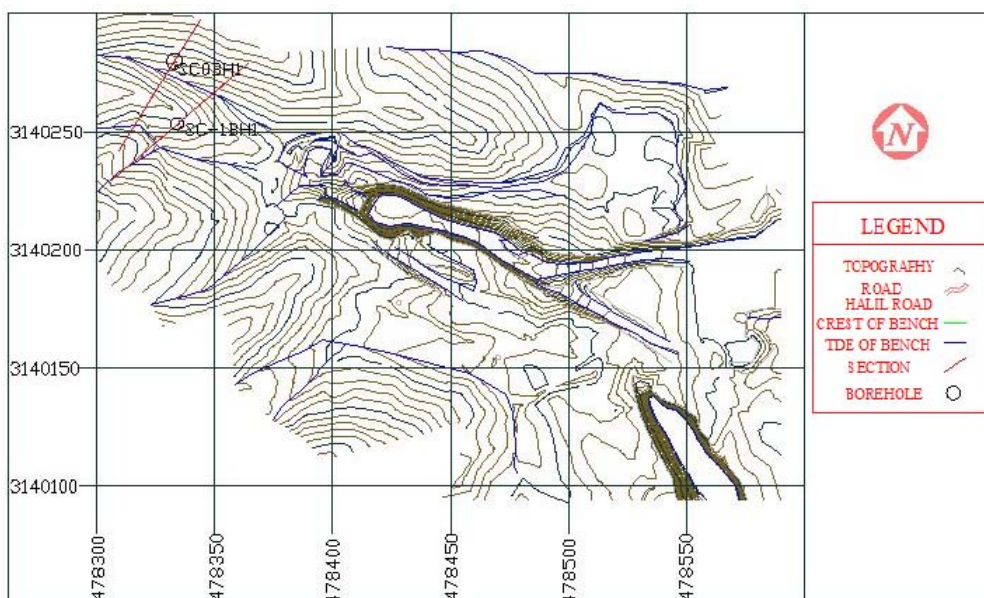 SC03H1
SC-1BH1
3140250
3140200
3140150
3140100
478300
478350
478400
478450
478500
478550
N
LEGEND
TOPOGRAFHY
ROAD
HALIL ROAD
CREST OF BENCH
TDE OF BENCH
SECTION
BOREHOLE